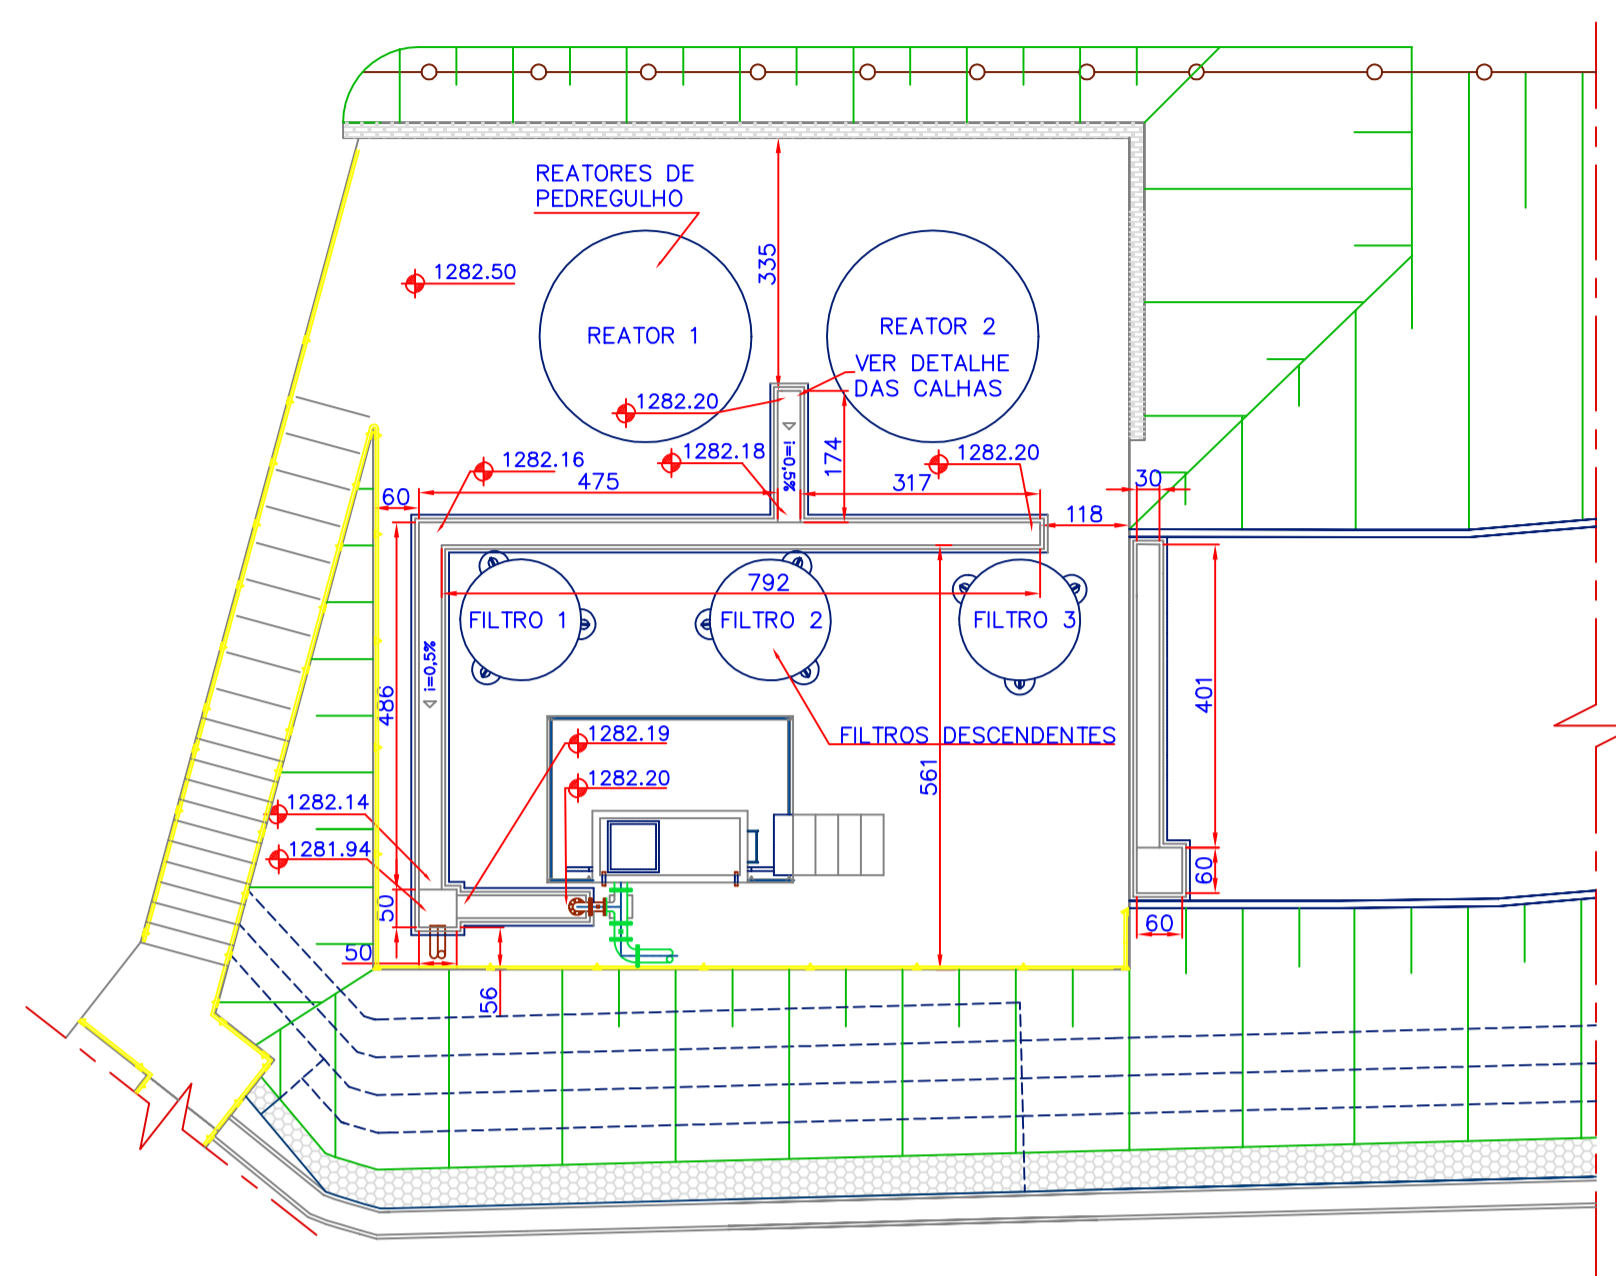 REATORES DE
PEDREGULHO
335
1282.50
REATOR 1
REATOR 2
VER DETALHE
DAS CALHAS
1282.20
1282.18
1282.20
1282.16
174
i=0,5%
475
317
60
118
30
792
FILTRO 1
FILTRO 2
FILTRO 3
i=0,5%
486
401
1282.19
FILTROS DESCENDENTES
1282.20
561
1282.14
1281.94
60
50
60
50
56